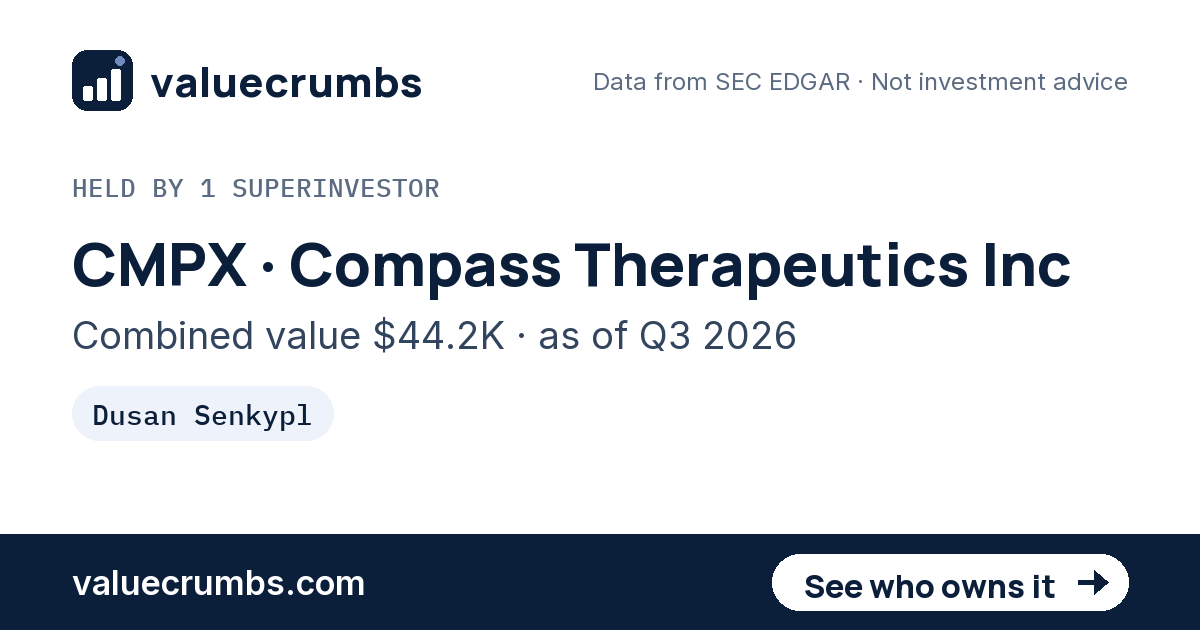 valuecrumbs
Data from SEC EDGAR · Not investment advice
HELD BY 1 SUPERINVESTOR
CMPX · Compass Therapeutics Inc
Combined value $44.2K · as of Q3 2026
Dusan Senkypl
valuecrumbs.com
See who owns it →